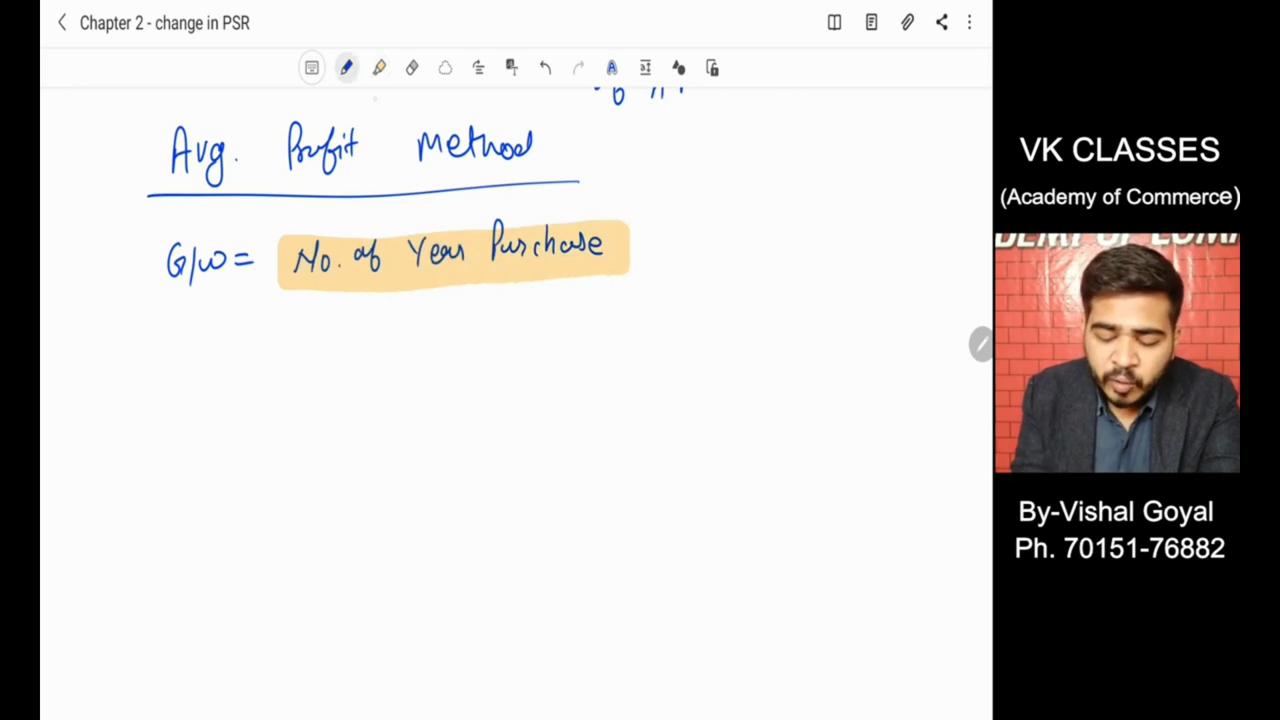 Chapter 2 - change in PSR
Avg. Profit Method
G/w = No. of Year Purchase
VK CLASSES
(Academy of Commerce)
By-Vishal Goyal
Ph. 70151-76882